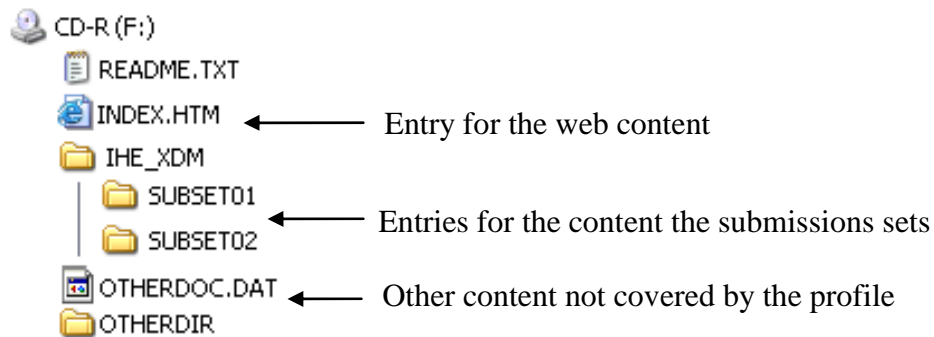 CD-R (F:)
README.TXT
INDEX.HTM Entry for the web content
IHE_XDM
SUBSET01
Entries for the content the submissions sets
SUBSET02
OTHERDOC.DAT Other content not covered by the profile
OTHERDIR